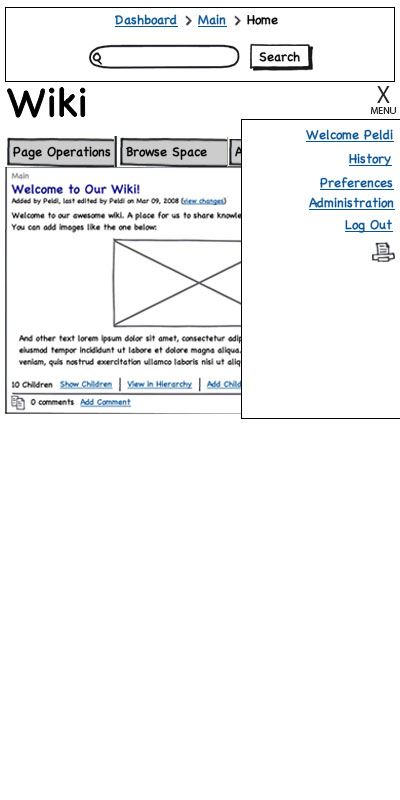 Dashboard > Main > Home
Search
Wiki
X
MENU
Page Operations
Browse Space
A
Welcome Peldi
History
Preferences
Administration
Log Out
Main
Welcome to Our Wiki!
Added by Peldi, last edited by Peldi on Mar 09, 2008 (view changes)
Welcome to our awesome wiki. A place for us to share knowle
You can add images like the one below:
And other text lorem ipsum dolor sit amet, consectetur adip
eiusmod tempor incididunt ut labore et dolore magna aliqua.
veniam, quis nostrud exercitation ullamco laboris nisi ut aliq
10 Children Show Children | View in Hierarchy | Add Child
0 comments Add Comment